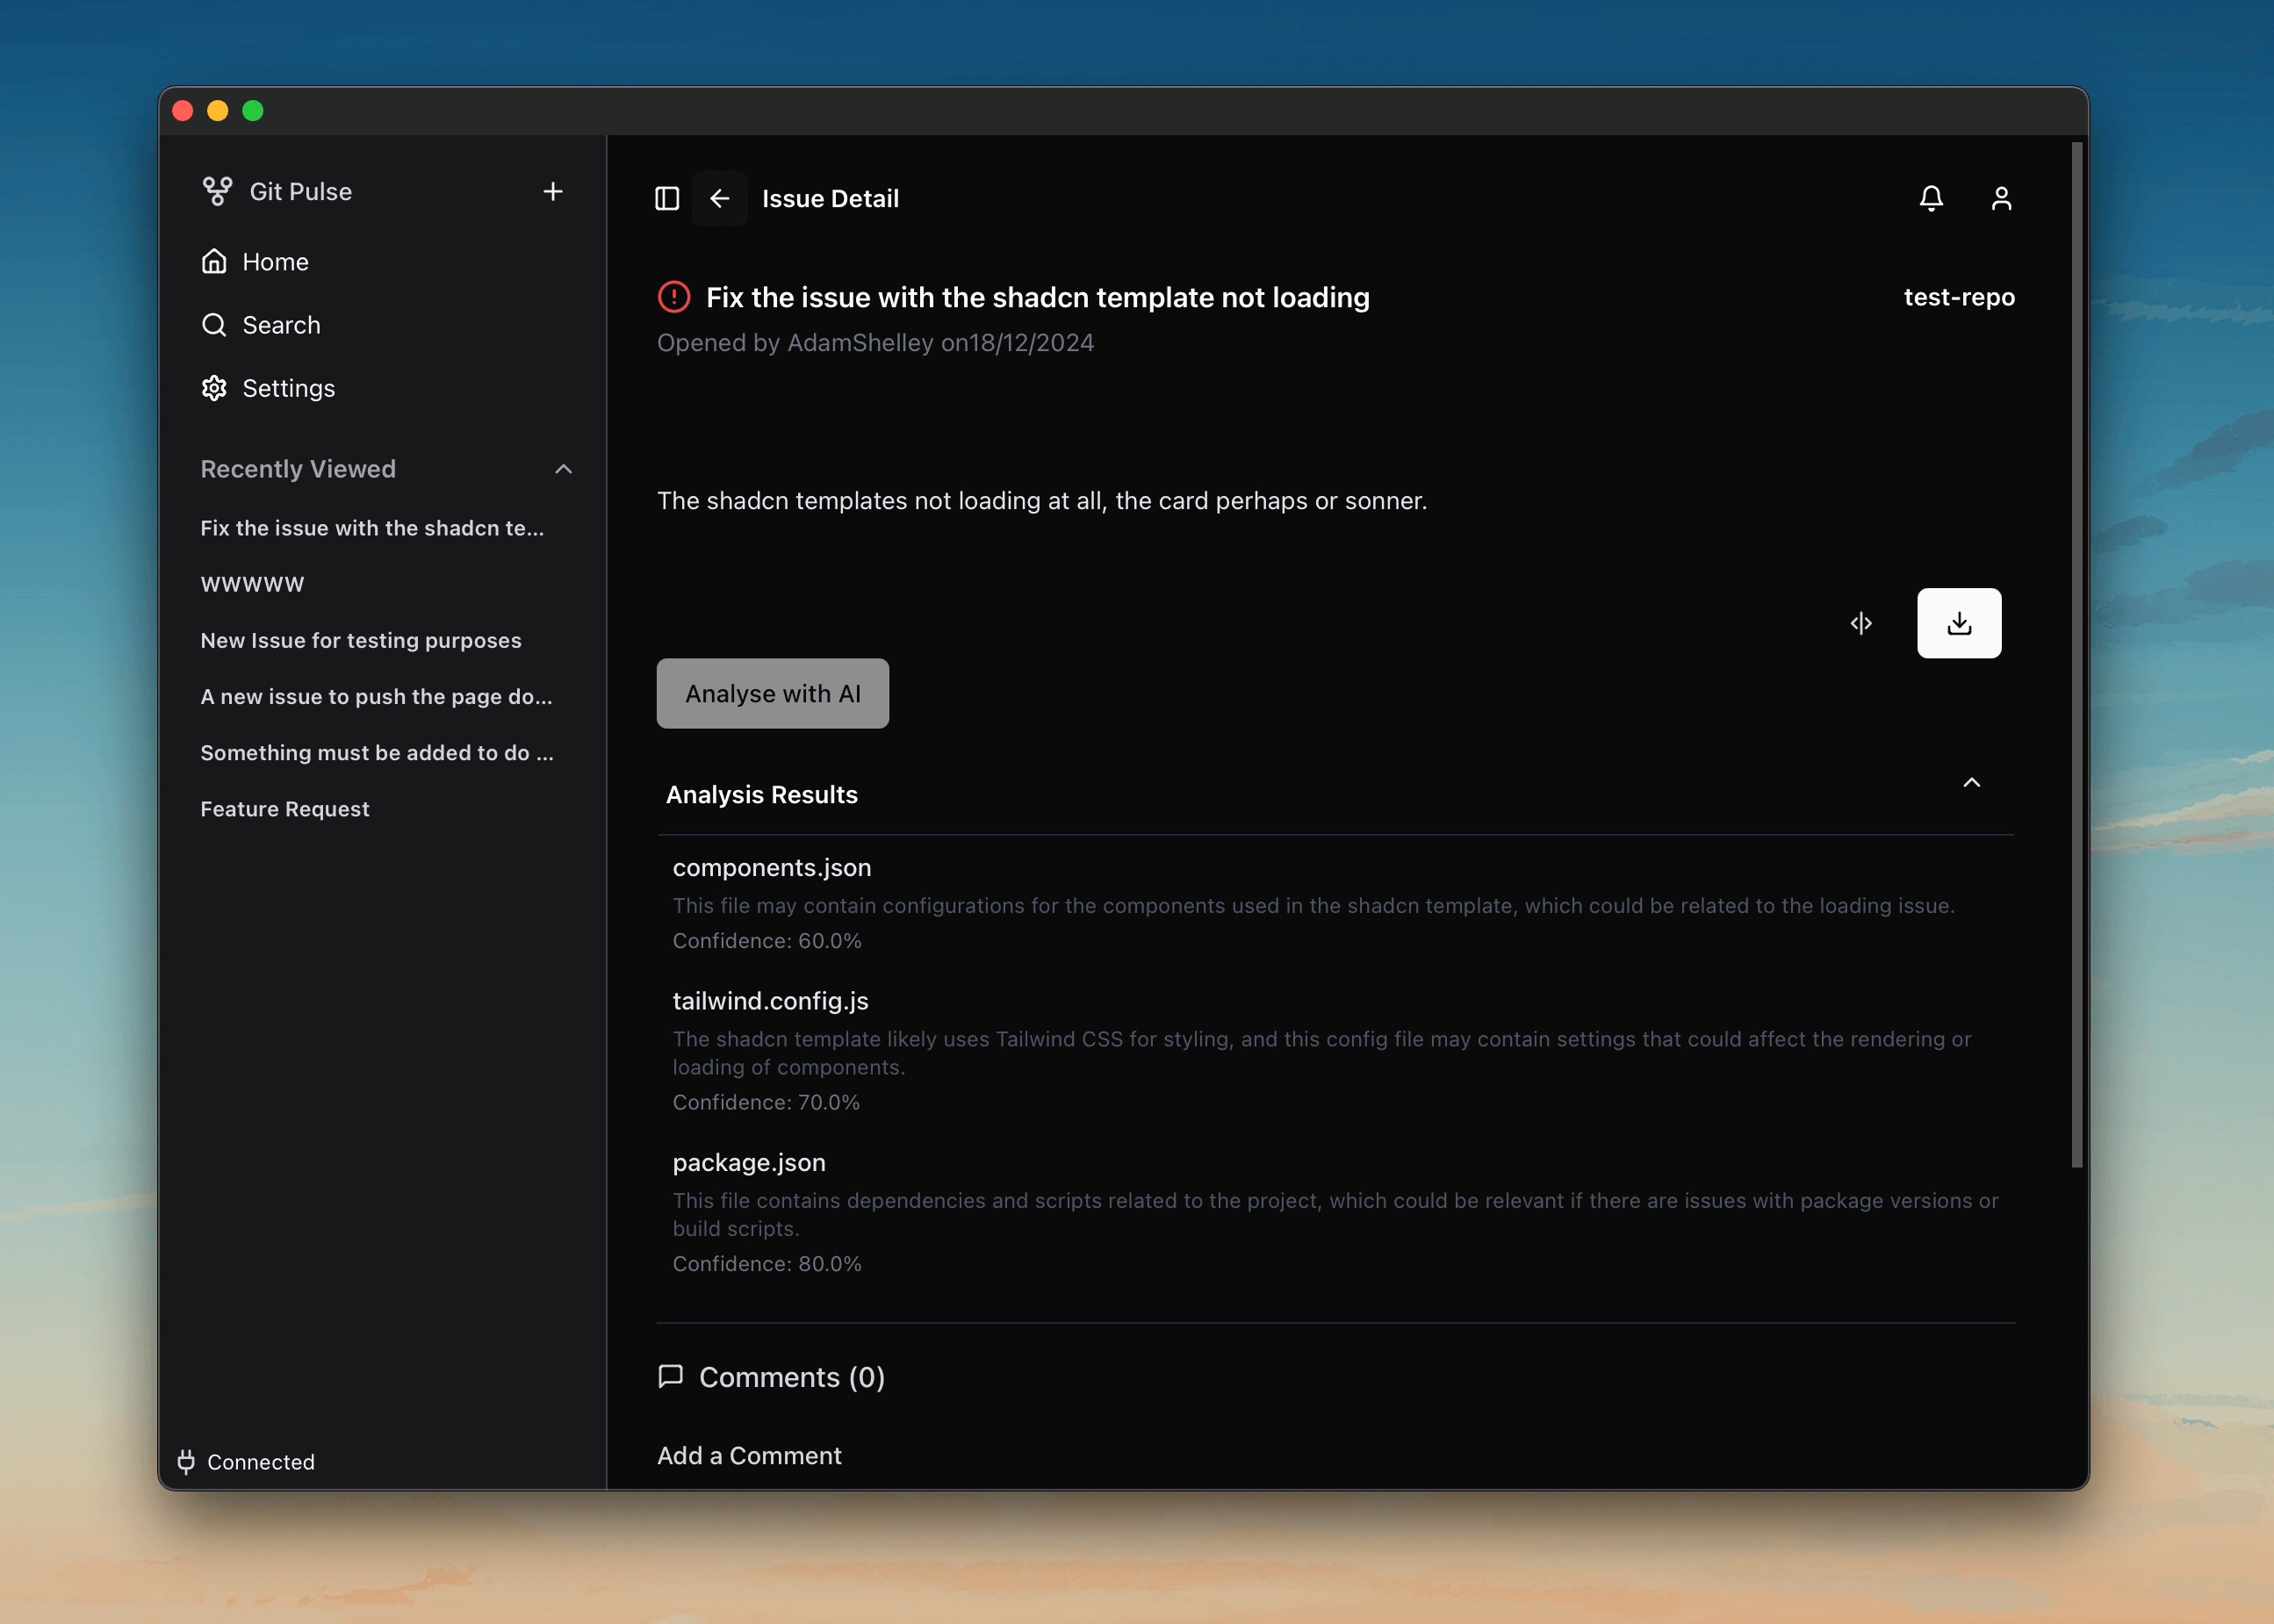 Git Pulse
Home
Search
Settings
Recently Viewed
Fix the issue with the shadcn te...
WWWWW
New Issue for testing purposes
A new issue to push the page do...
Something must be added to do ...
Feature Request
Connected
Issue Detail
Fix the issue with the shadcn template not loading
test-repo
Opened by AdamShelley on18/12/2024
The shadcn templates not loading at all, the card perhaps or sonner.
Analyse with AI
Analysis Results
components.json
This file may contain configurations for the components used in the shadcn template, which could be related to the loading issue.
Confidence: 60.0%
tailwind.config.js
The shadcn template likely uses Tailwind CSS for styling, and this config file may contain settings that could affect the rendering or
loading of components.
Confidence: 70.0%
package.json
This file contains dependencies and scripts related to the project, which could be relevant if there are issues with package versions or
build scripts.
Confidence: 80.0%
Comments (0)
Add a Comment